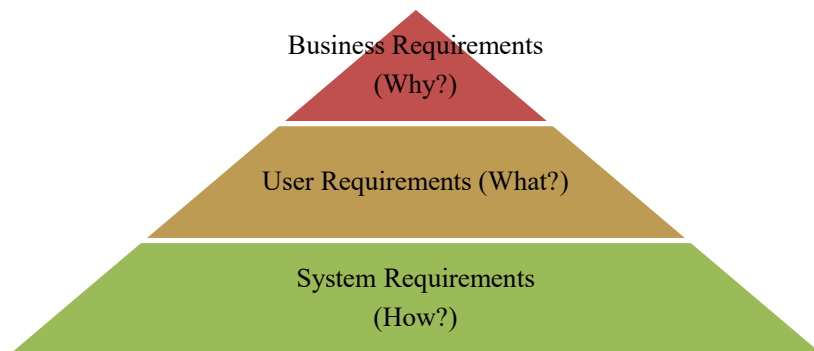 Business Requirements
(Why?)
User Requirements (What?)
System Requirements
(How?)